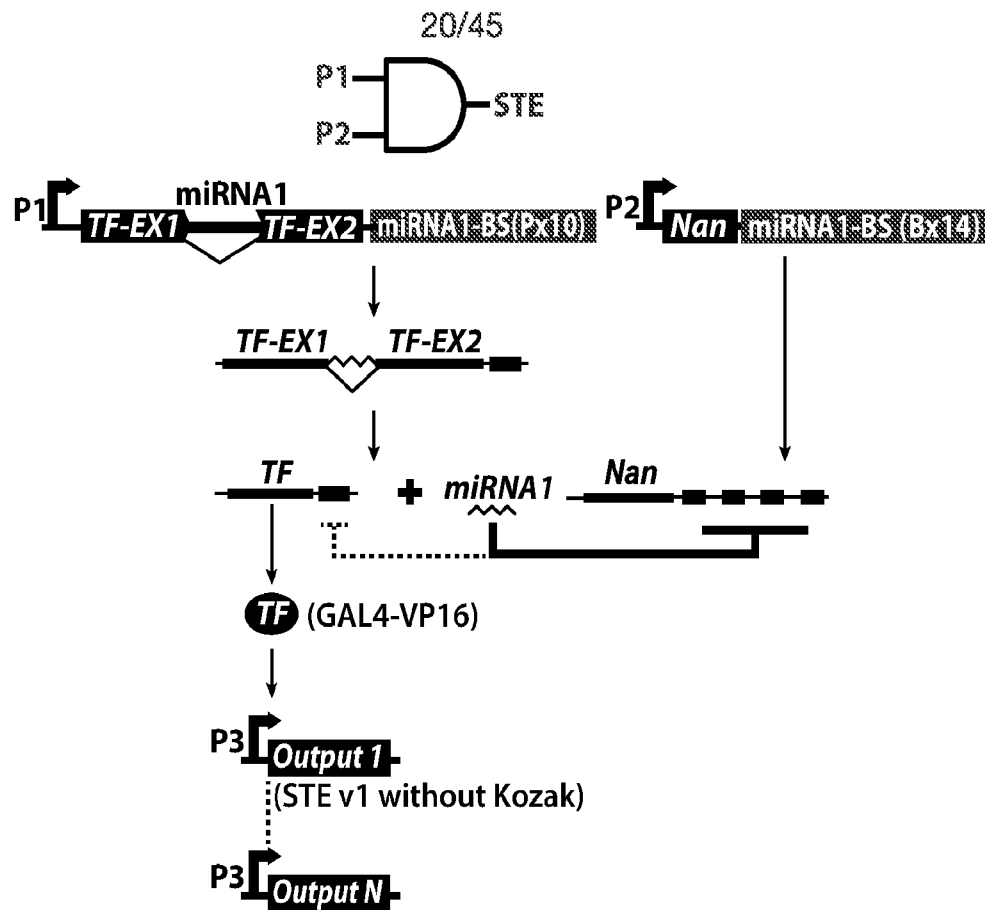 20/45
P1
P2
STE
P1
miRNA1
TF-EX1
TF-EX2
miRNA1-BS(Px10)
P2
Nan
miRNA1-BS (Bx14)
TF-EX1
TF-EX2
TF
+
miRNA1
Nan
TF (GAL4-VP16)
P3
Output 1
(STE v1 without Kozak)
P3
Output N